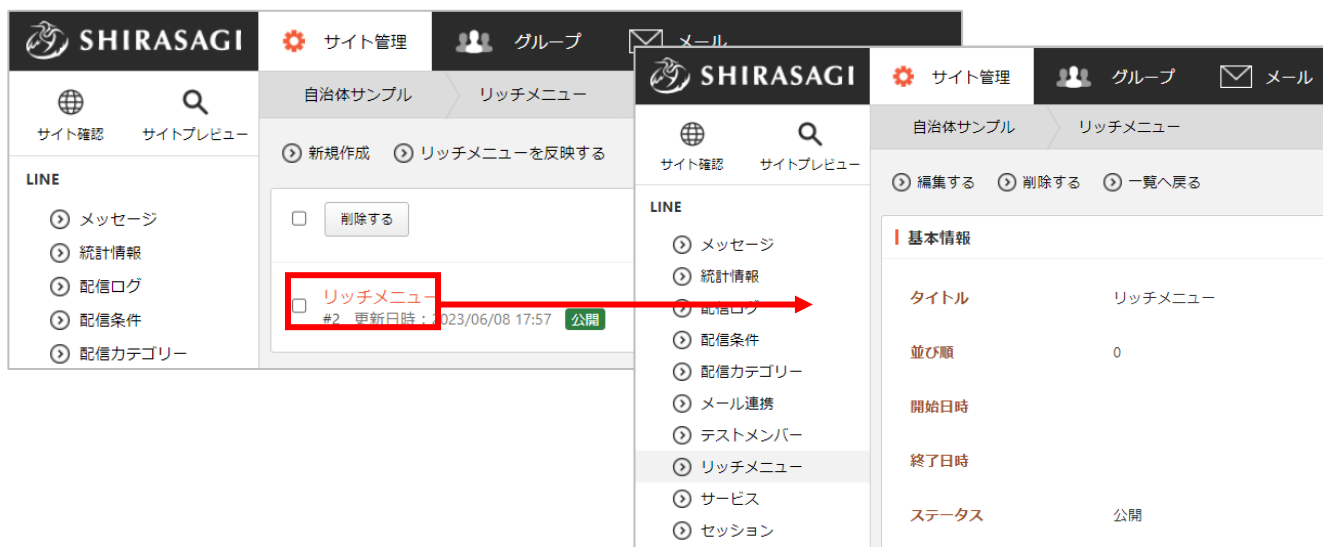 SHIRASAGI
サイト管理
グループ
メール
サイト確認
サイトプレビュー
自治体サンプル
リッチメニュー
新規作成
リッチメニューを反映する
LINE
メッセージ
統計情報
配信ログ
配信条件
配信カテゴリー
削除する
リッチメニュー
#2 更新日時:2023/06/08 17:57 公開
SHIRASAGI
サイト管理
グループ
メール
サイト確認
サイトプレビュー
自治体サンプル
リッチメニュー
編集する
削除する
一覧へ戻る
LINE
メッセージ
統計情報
配信ログ
配信条件
配信カテゴリー
メール連携
テストメンバー
リッチメニュー
サービス
セッション
基本情報
タイトル リッチメニュー
並び順 0
開始日時
終了日時
ステータス 公開